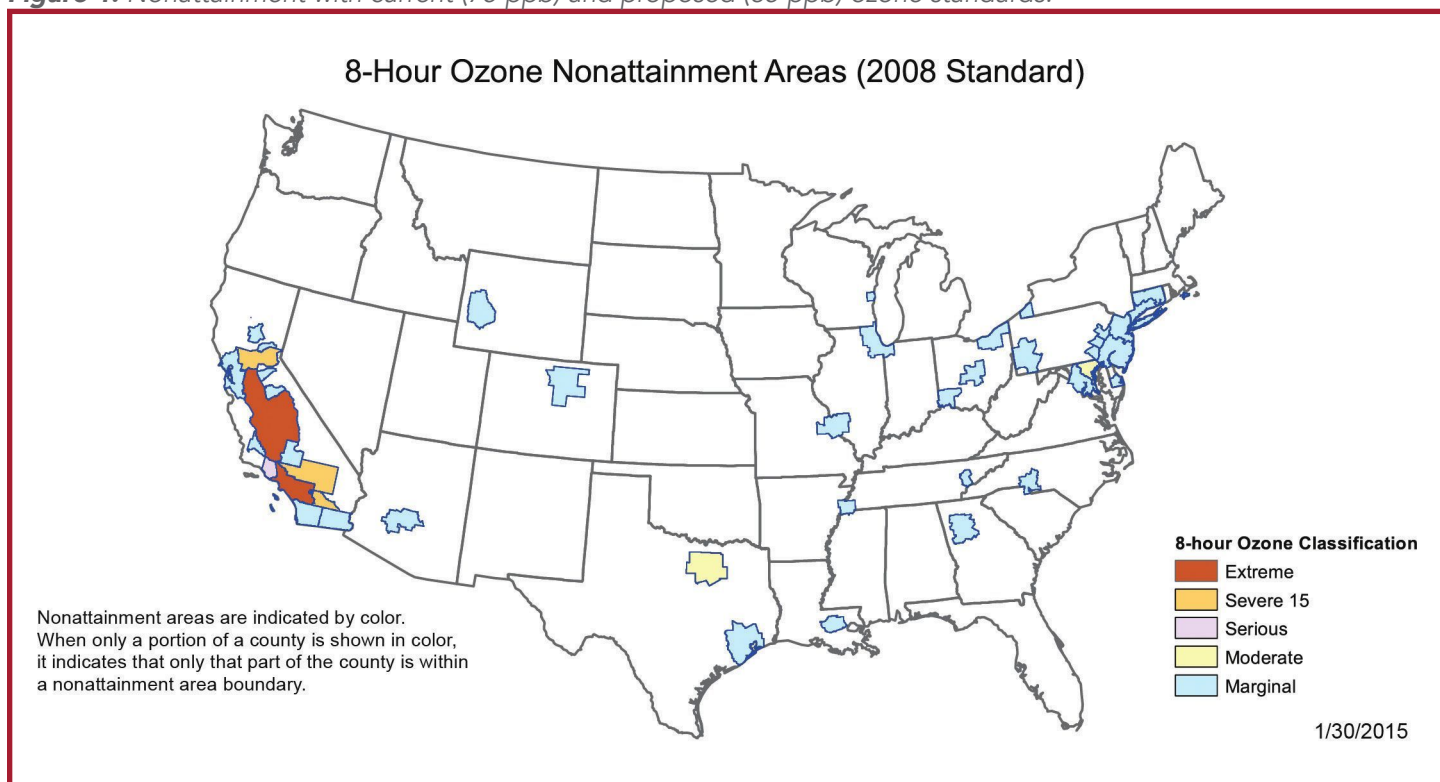 8-Hour Ozone Nonattainment Areas (2008 Standard)
Nonattainment areas are indicated by color.
When only a portion of a county is shown in color,
it indicates that only that part of the county is within
a nonattainment area boundary.
8-hour Ozone Classification
Extreme
Severe 15
Serious
Moderate
Marginal
1/30/2015